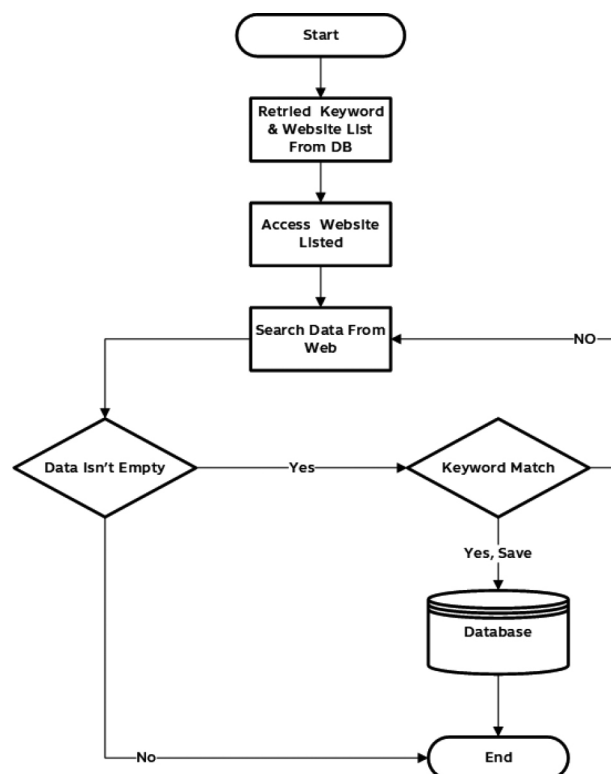 Start
Retried Keyword
& Website List
From DB
Access Website
Listed
Search Data From
Web
NO
Data Isn't Empty
Yes
Keyword Match
Yes, Save
Database
No
End